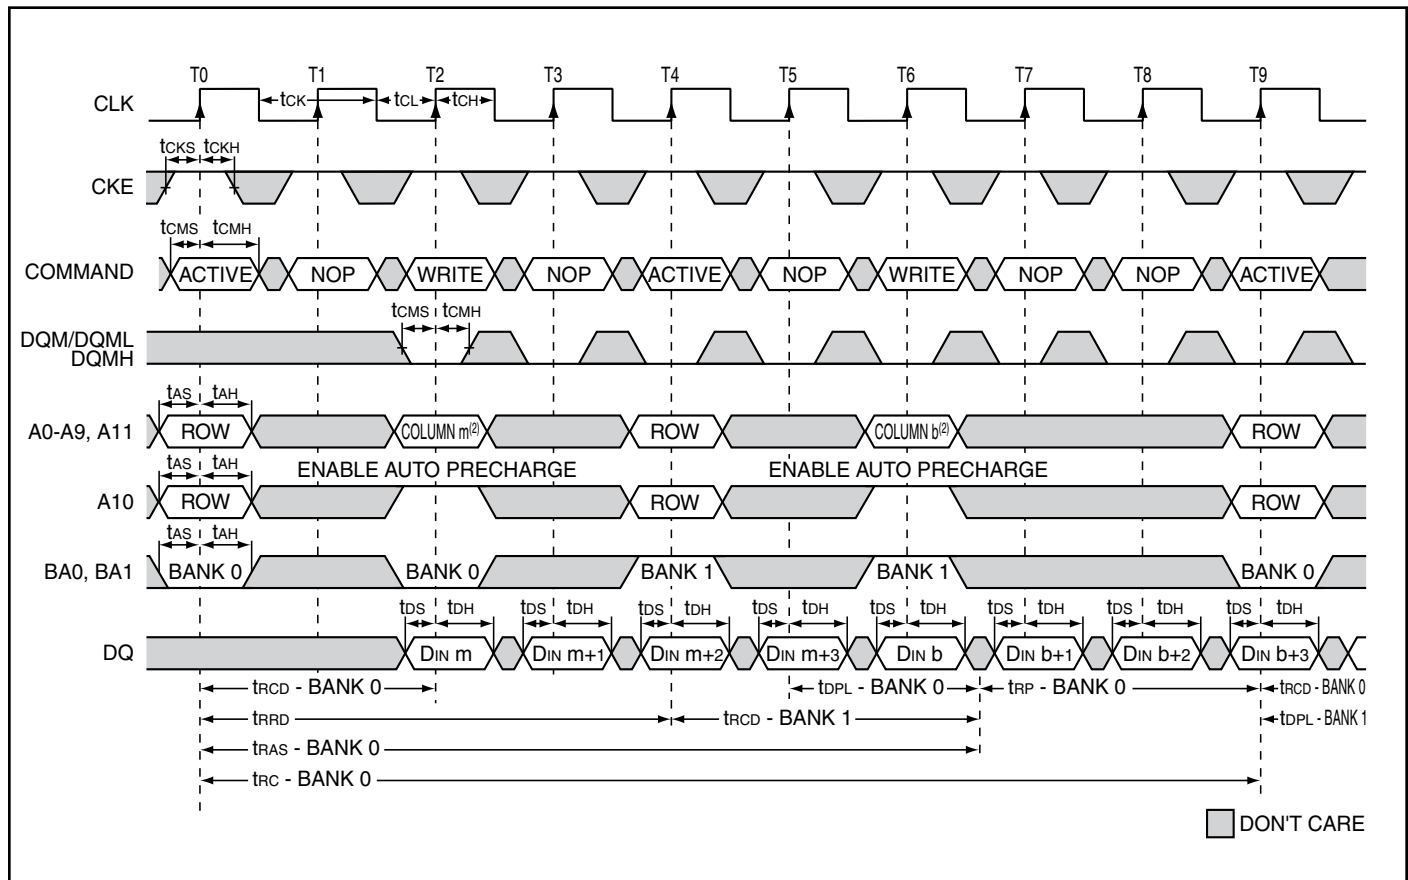 T0 T1 T2 T3 T4 T5 T6 T7 T8 T9
CLK tCK tCL tCH
tCKS tCKH
CKE
tCMS tCMH
COMMAND ACTIVE NOP WRITE NOP ACTIVE NOP WRITE NOP NOP ACTIVE
tCMS tCMH
DQM/DQML
DQMH
tAS tAH
A0-A9, A11 ROW COLUMN m(2) ROW COLUMN b(2) ROW
tAS tAH ENABLE AUTO PRECHARGE ENABLE AUTO PRECHARGE
A10 ROW ROW ROW
tAS tAH
BA0, BA1 BANK 0 BANK 0 BANK 1 BANK 1 BANK 0
tDS tDH tDS tDH tDS tDH tDS tDH tDS tDH tDS tDH tDS tDH tDS tDH
DQ DIN m DIN m+1 DIN m+2 DIN m+3 DIN b DIN b+1 DIN b+2 DIN b+3
tRCD - BANK 0 tDPL - BANK 0 tRP - BANK 0 tRCD - BANK 0
tRRD tRCD - BANK 1 tDPL - BANK 1
tRAS - BANK 0
tRC - BANK 0
DON'T CARE